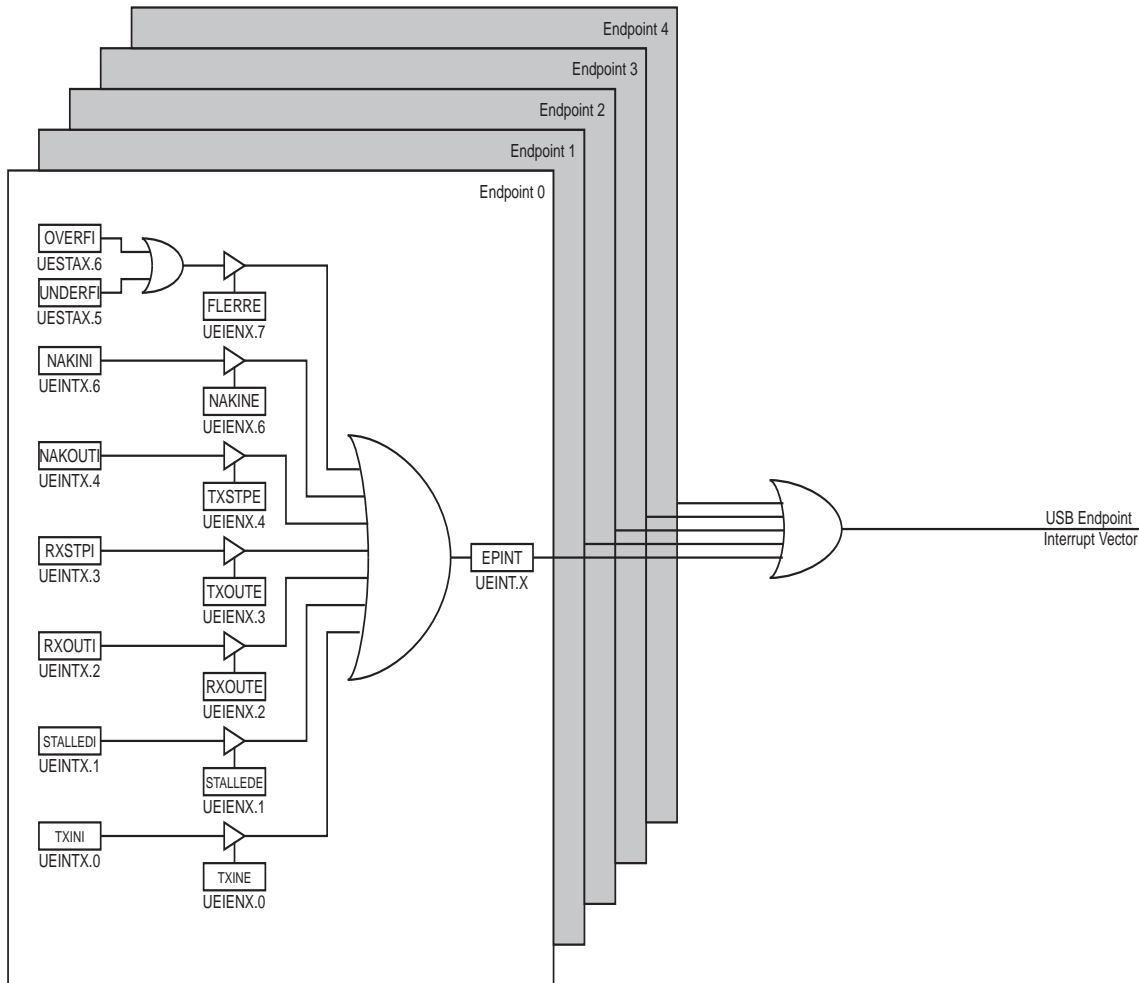 Endpoint 4
Endpoint 3
Endpoint 2
Endpoint 1
Endpoint 0
OVERFI
UESTAX.6
UNDERFI
UESTAX.5
FLERRE
UEIENX.7
NAKINI
UEINTX.6
NAKINE
UEIENX.6
NAKOUTI
UEINTX.4
TXSTPE
UEIENX.4
RXSTPI
UEINTX.3
TXOUTE
UEIENX.3
RXOUTI
UEINTX.2
RXOUTE
UEIENX.2
STALLEDI
UEINTX.1
STALLEDE
UEIENX.1
TXINI
UEINTX.0
TXINE
UEIENX.0
EPINT
UEINT.X
USB Endpoint
Interrupt Vector